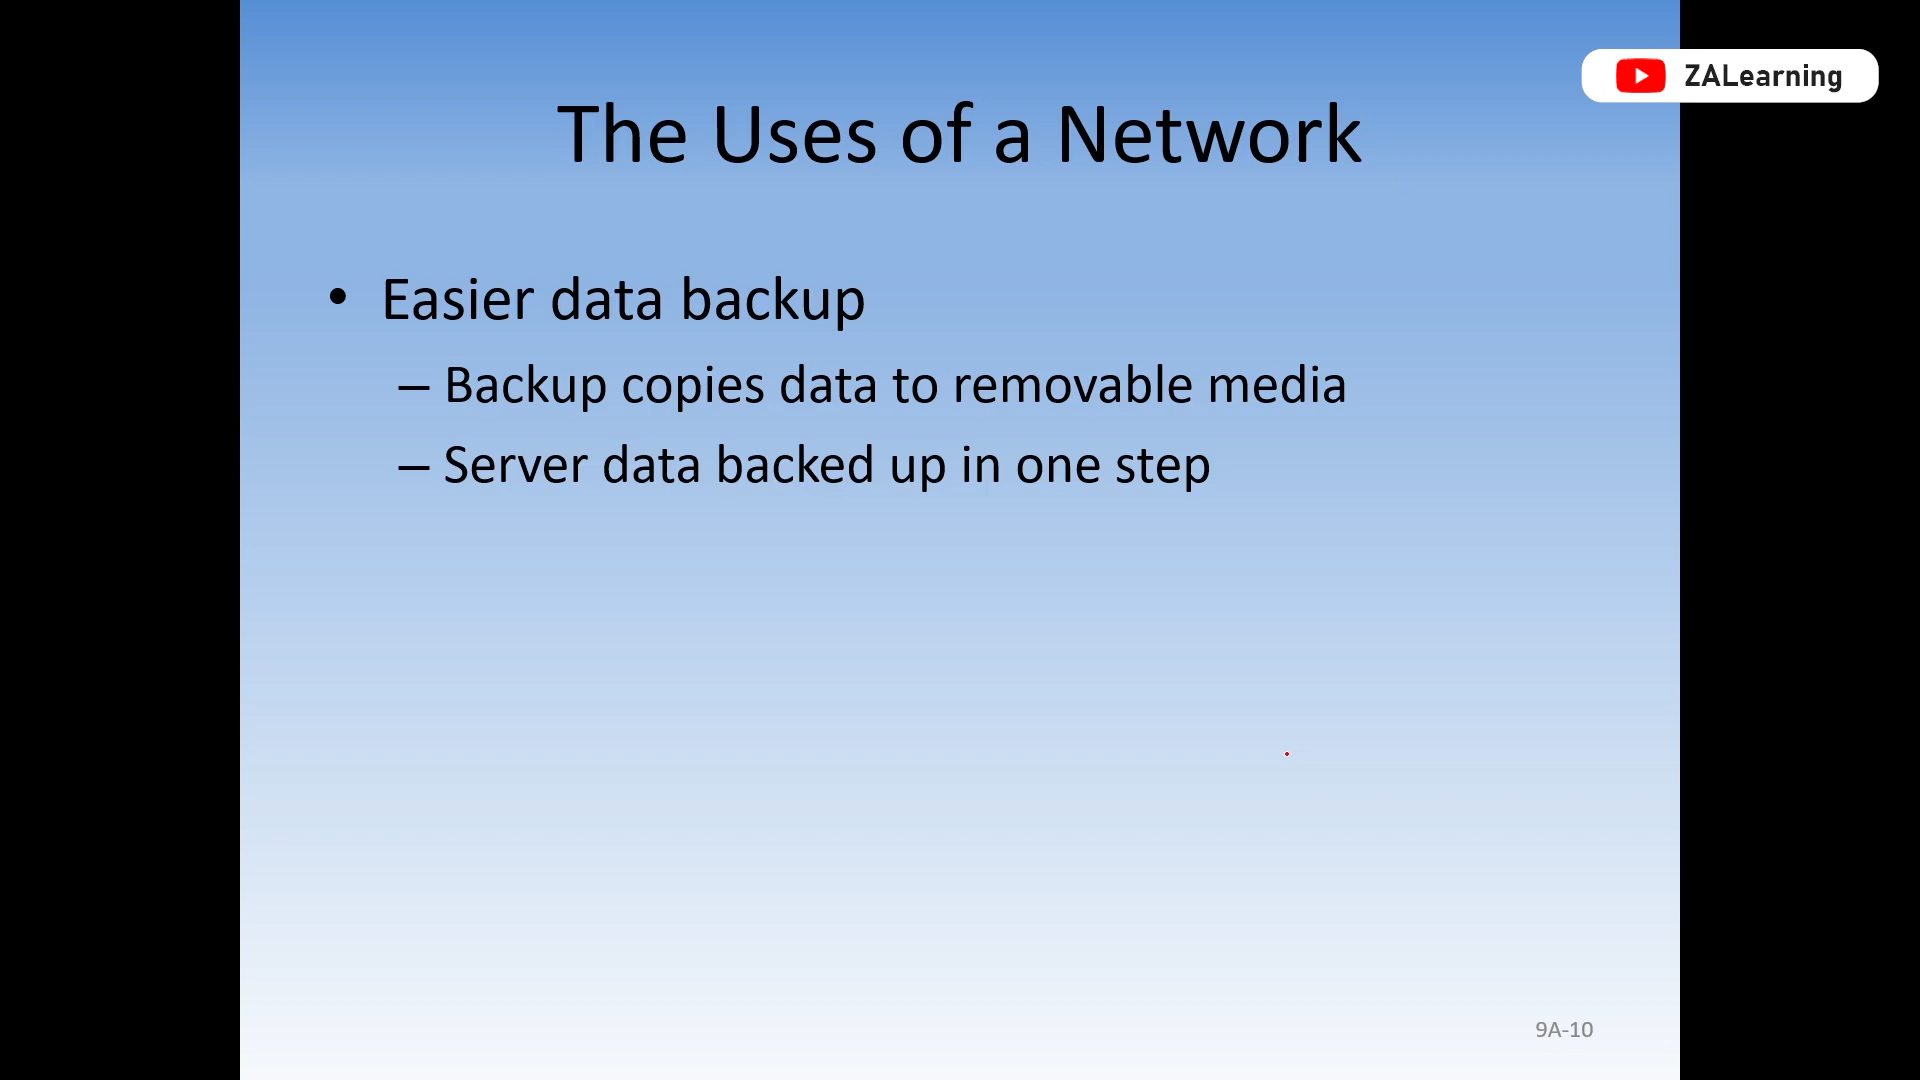 ZALearning
The Uses of a Network
• Easier data backup
– Backup copies data to removable media
– Server data backed up in one step
9A-10